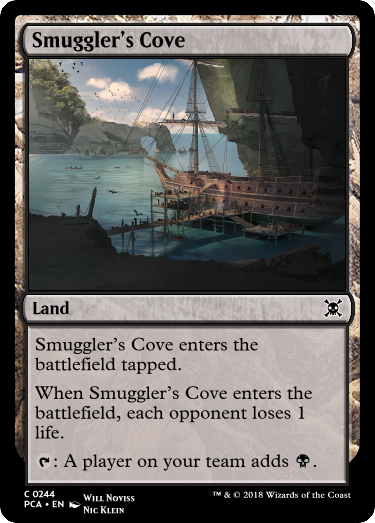 Smuggler's Cove
Land
Smuggler's Cove enters the
battlefield tapped.
When Smuggler's Cove enters the
battlefield, each opponent loses 1
life.
: A player on your team adds .
C 0244
PCA • EN Will Noviss
Nic Klein
™ & © 2018 Wizards of the Coast